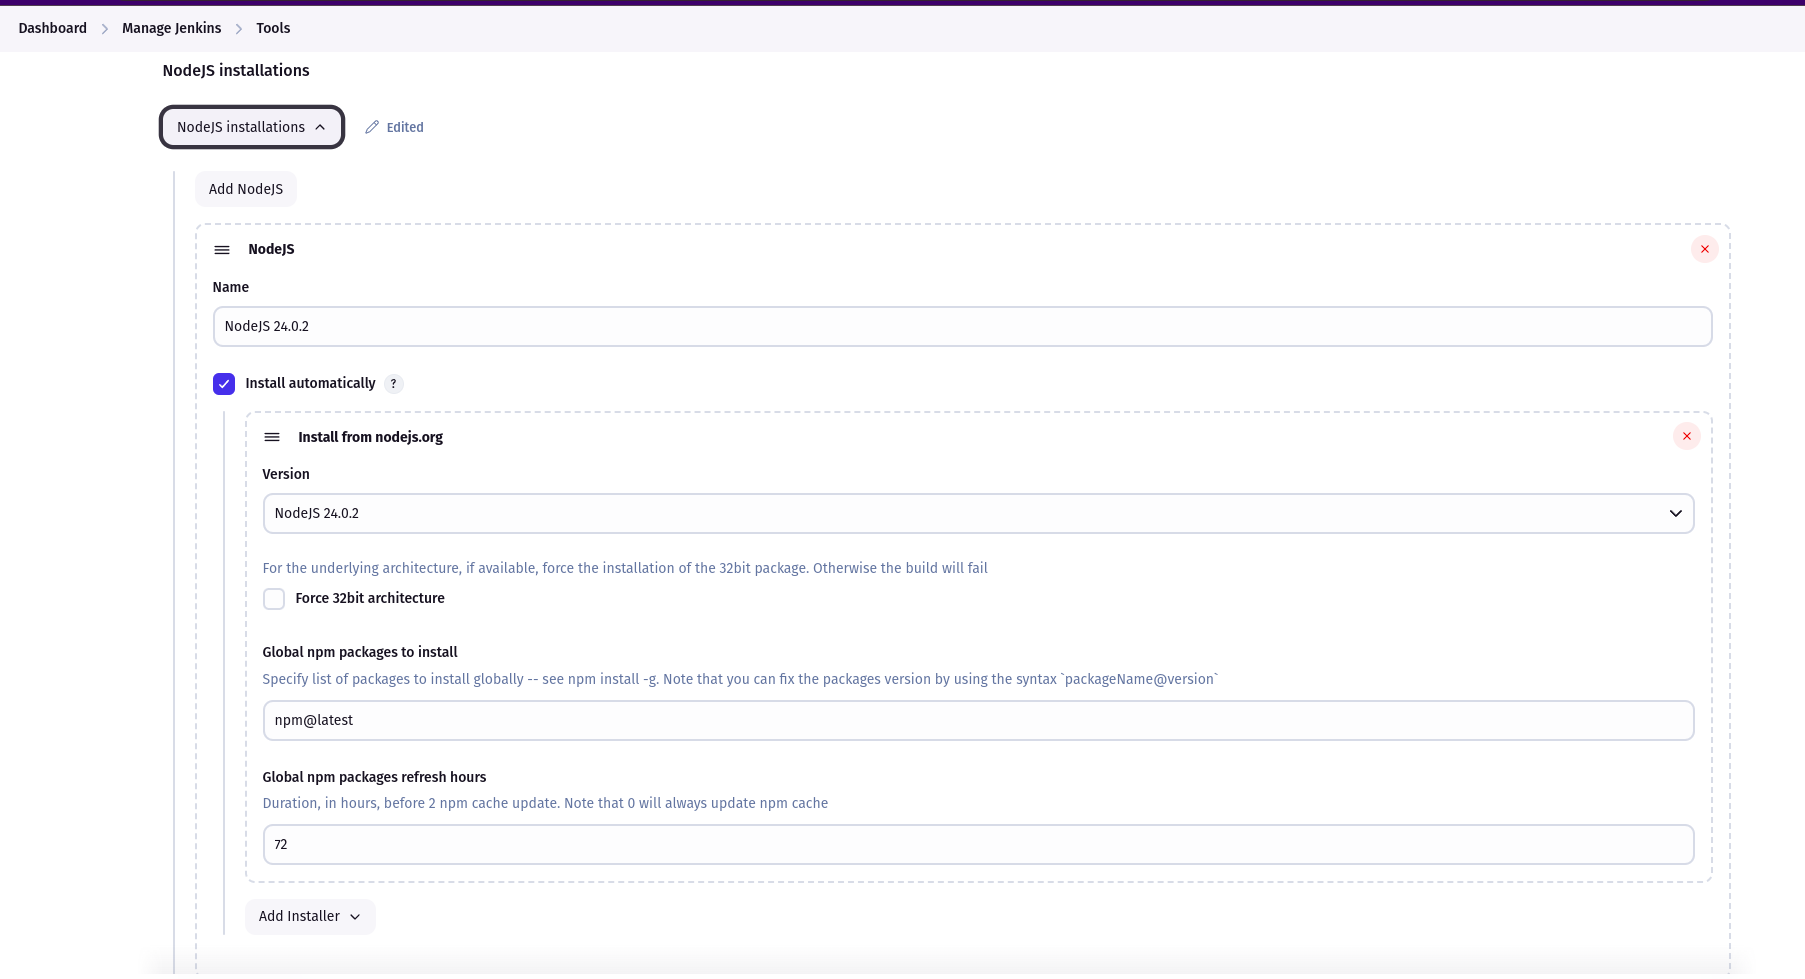 Dashboard > Manage Jenkins > Tools
NodeJS installations
NodeJS installations Edited
Add NodeJS
NodeJS
Name
NodeJS 24.0.2
Install automatically ?
Install from nodejs.org
Version
NodeJS 24.0.2
For the underlying architecture, if available, force the installation of the 32bit package. Otherwise the build will fail
Force 32bit architecture
Global npm packages to install
Specify list of packages to install globally -- see npm install -g. Note that you can fix the packages version by using the syntax `packageName@version`
npm@latest
Global npm packages refresh hours
Duration, in hours, before 2 npm cache update. Note that 0 will always update npm cache
72
Add Installer